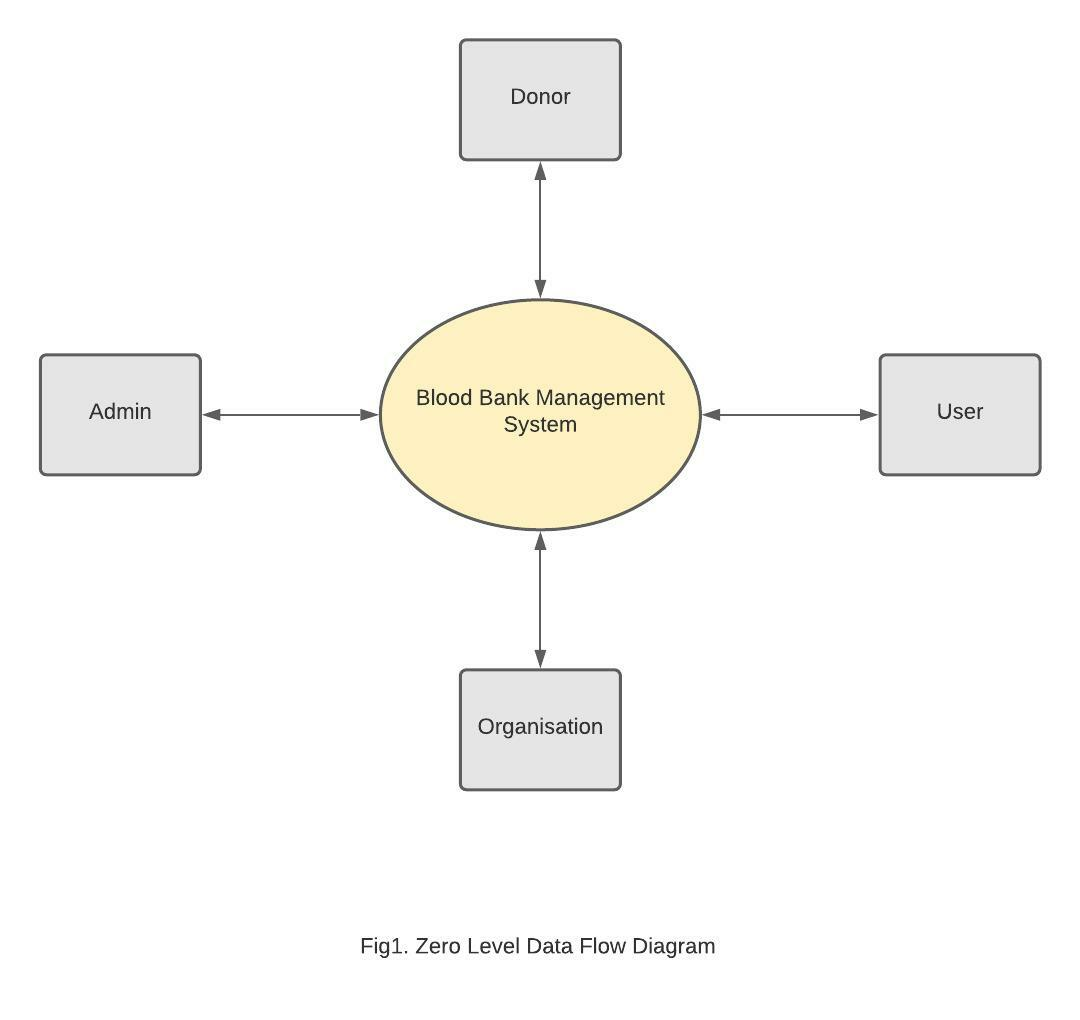 Donor
Admin
Blood Bank Management
System
User
Organisation
Fig1. Zero Level Data Flow Diagram